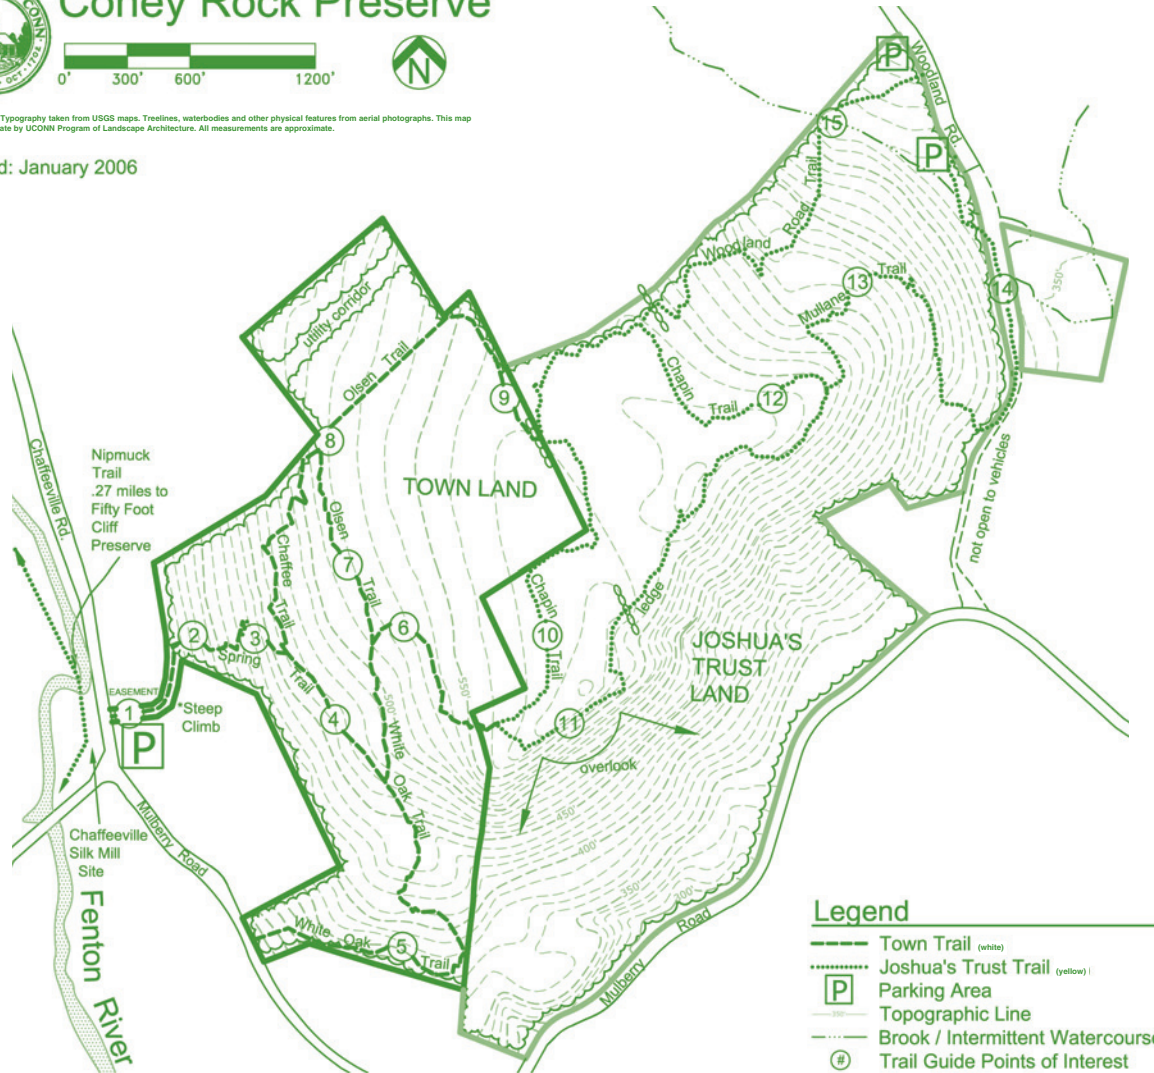 Coney Rock Preserve
CONN.
OCT. 1702
0' 300' 600' 1200'
N
Typography taken from USGS maps. Treelines, waterbodies and other physical features from aerial photographs. This map
ate by UCONN Program of Landscape Architecture. All measurements are approximate.
d: January 2006
P
Woodland Rd.
15
P
Woodland Road Trail
utility corridor
Mullane Trail
13
14
350'
Olsen Trail
Chapin Trail
12
9
8
Chaffeeville Rd.
Nipmuck
Trail
.27 miles to
Fifty Foot
Cliff
Preserve
TOWN LAND
not open to vehicles
Olsen Trail
7
Chaffee Trail
Chapin Trail
10
ledge
6
2
3
Spring Trail
JOSHUA'S
TRUST
LAND
EASEMENT
1
P
*Steep
Climb
4
500'
550'
11
overlook
White Oak Trail
450'
400'
350'
300'
Mulberry Road
Chaffeeville
Silk Mill
Site
Fenton River
White Oak Trail
5
Mulberry Road
Legend
Town Trail (white)
Joshua's Trust Trail (yellow)
P Parking Area
350' Topographic Line
Brook / Intermittent Watercourse
# Trail Guide Points of Interest